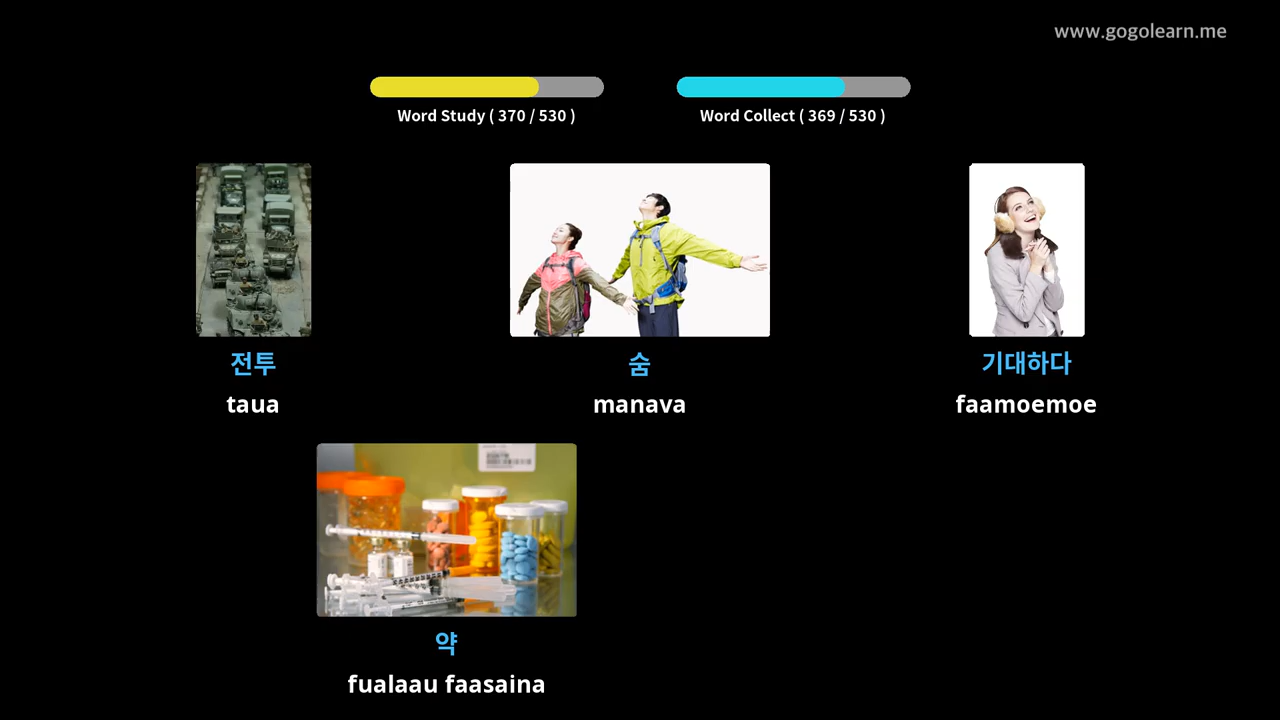 www.gogolearn.me
Word Study ( 370 / 530 )
Word Collect ( 369 / 530 )
전투
taua
숨
manava
기대하다
faamoemoe
약
fualaau faasaina